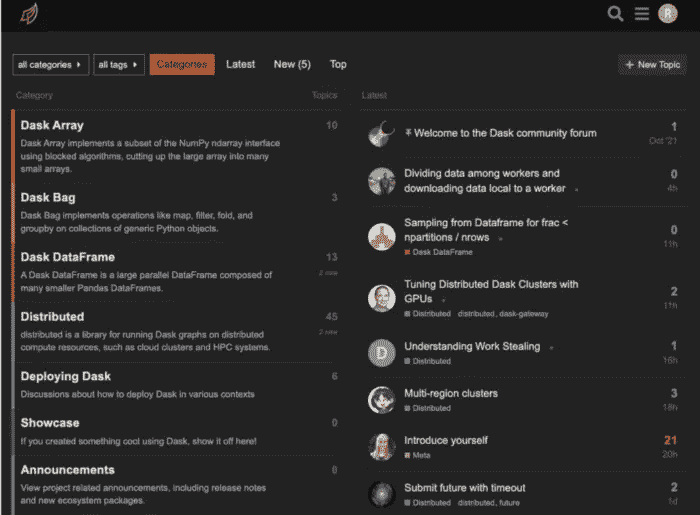 R
all categories
all tags
Categories
Latest
New (5)
Top
+ New Topic
Category
Topics
Dask Array
10
Dask Array implements a subset of the NumPy ndarray interface
using blocked algorithms, cutting up the large array into many
small arrays.
Dask Bag
3
Dask Bag implements operations like map, filter, fold, and
groupby on collections of generic Python objects.
Dask DataFrame
13
A Dask DataFrame is a large parallel DataFrame composed of
2 new
many smaller Pandas DataFrames.
Distributed
45
distributed is a library for running Dask graphs on distributed
2 new
compute resources, such as cloud clusters and HPC systems.
Deploying Dask
6
Discussions about how to deploy Dask in various contexts
Showcase
0
If you created something cool using Dask, show it off here!
Announcements
View project related announcements, including release notes
and new ecosystem packages.
Latest
Welcome to the Dask community forum
1
Oct '21
Dividing data among workers and
downloading data local to a worker
0
4h
Sampling from Dataframe for frac <
npartitions / nrows
Dask DataFrame
0
11h
Tuning Distributed Dask Clusters with
GPUs
Distributed distributed, dask-gateway
2
11h
D
Understanding Work Stealing
Distributed
1
16h
Multi-region clusters
Distributed
3
18h
Introduce yourself
Meta
21
20h
Submit future with timeout
Distributed distributed, future
2
1d